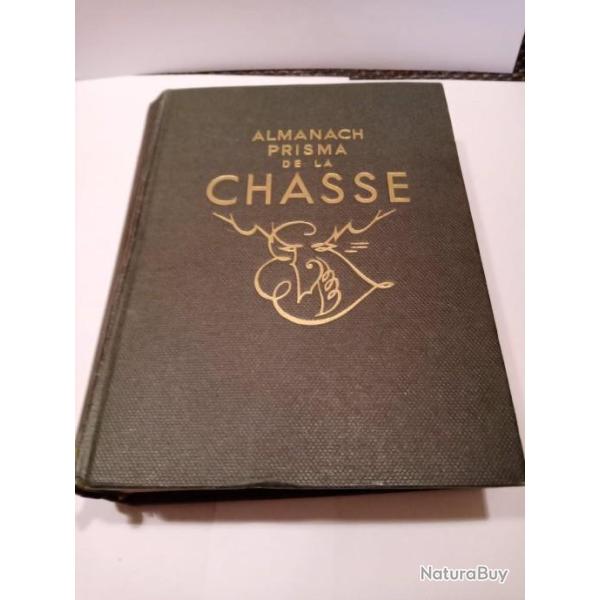 ALMANACH
PRISMA
DE LA
CHASSE
NaturaBuy